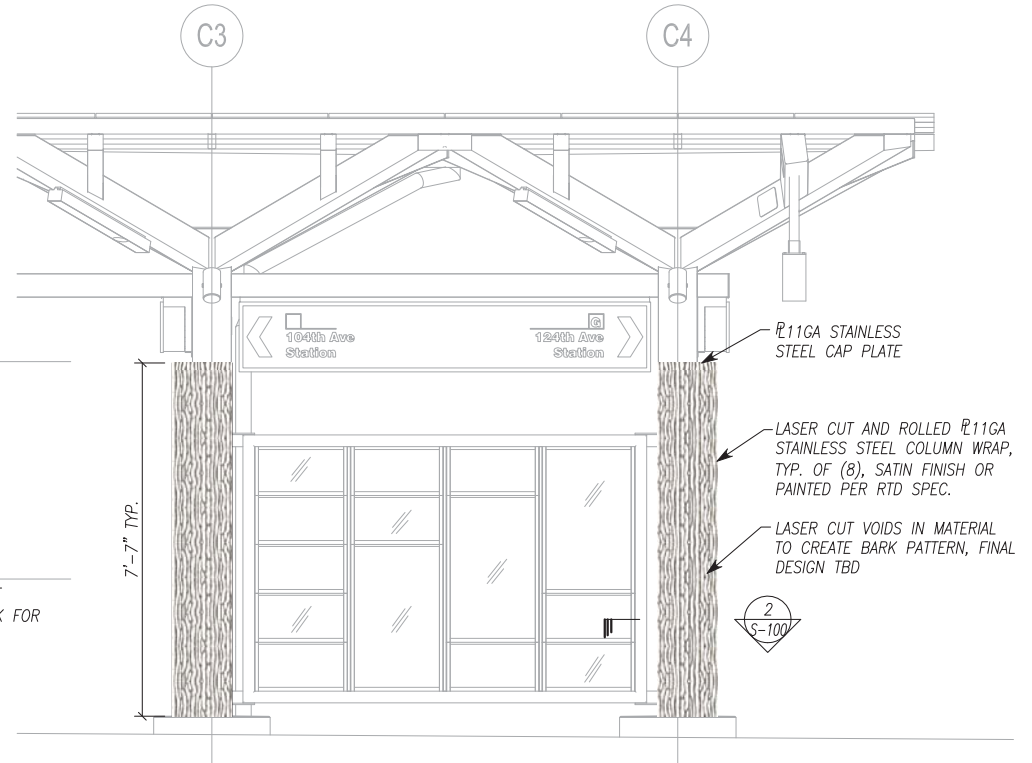 C3
C4
104th Ave
Station
G
124th Ave
Station
PL11GA STAINLESS
STEEL CAP PLATE
LASER CUT AND ROLLED PL11GA
STAINLESS STEEL COLUMN WRAP,
TYP. OF (8), SATIN FINISH OR
PAINTED PER RTD SPEC.
LASER CUT VOIDS IN MATERIAL
TO CREATE BARK PATTERN, FINAL
DESIGN TBD
7'-7" TYP.
FOR
2
S-100